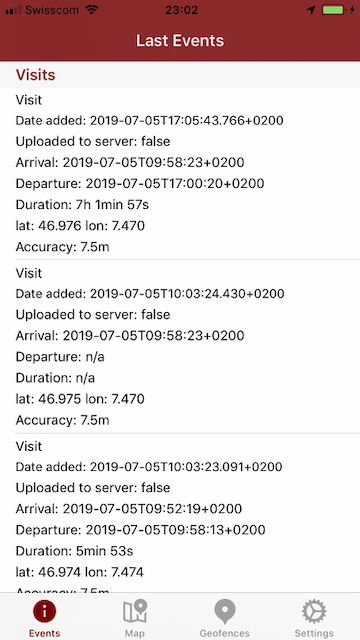 Swisscom
23:02
Last Events
Visits
Visit
Date added: 2019-07-05T17:05:43.766+0200
Uploaded to server: false
Arrival: 2019-07-05T09:58:23+0200
Departure: 2019-07-05T17:00:20+0200
Duration: 7h 1min 57s
lat: 46.976 lon: 7.470
Accuracy: 7.5m
Visit
Date added: 2019-07-05T10:03:24.430+0200
Uploaded to server: false
Arrival: 2019-07-05T09:58:23+0200
Departure: n/a
Duration: n/a
lat: 46.975 lon: 7.470
Accuracy: 7.5m
Visit
Date added: 2019-07-05T10:03:23.091+0200
Uploaded to server: false
Arrival: 2019-07-05T09:52:19+0200
Departure: 2019-07-05T09:58:13+0200
Duration: 5min 53s
lat: 46.974 lon: 7.474
Accuracy: 7.5m
Events
Map
Geofences
Settings